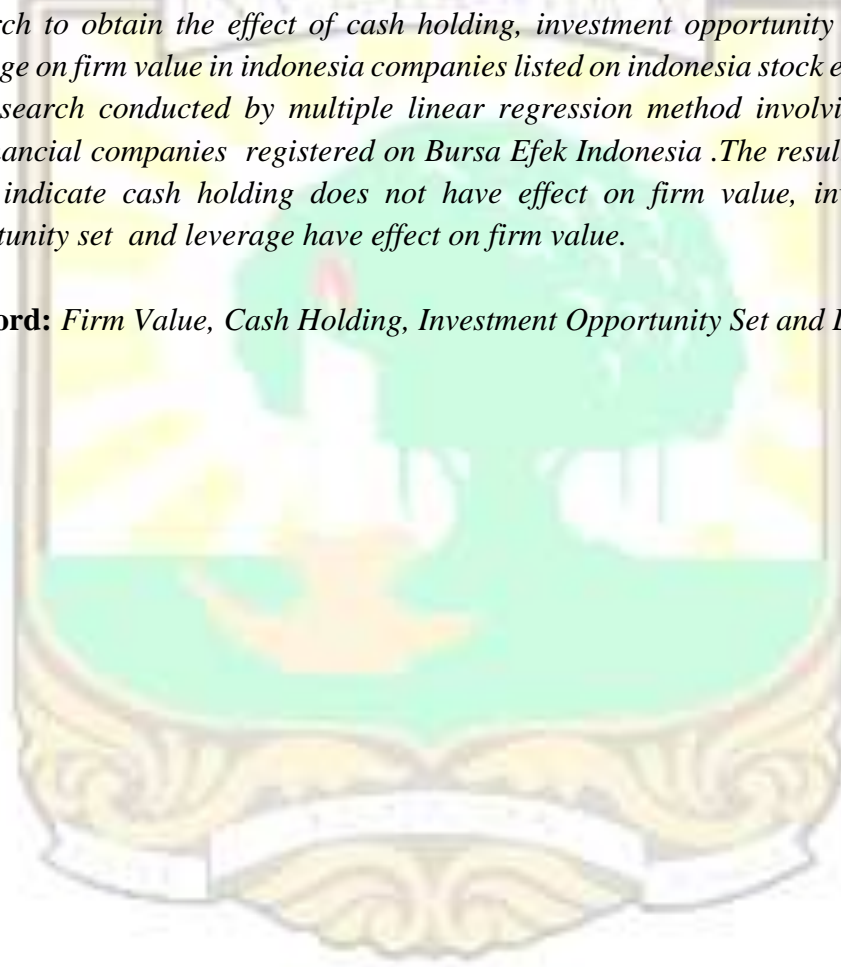 rch to obtain the effect of cash holding, investment opportunity
ge on firm value in indonesia companies listed on indonesia stock e
search conducted by multiple linear regression method involvi
nancial companies registered on Bursa Efek Indonesia .The resul
indicate cash holding does not have effect on firm value, in
tunity set and leverage have effect on firm value.
ord: Firm Value, Cash Holding, Investment Opportunity Set and L